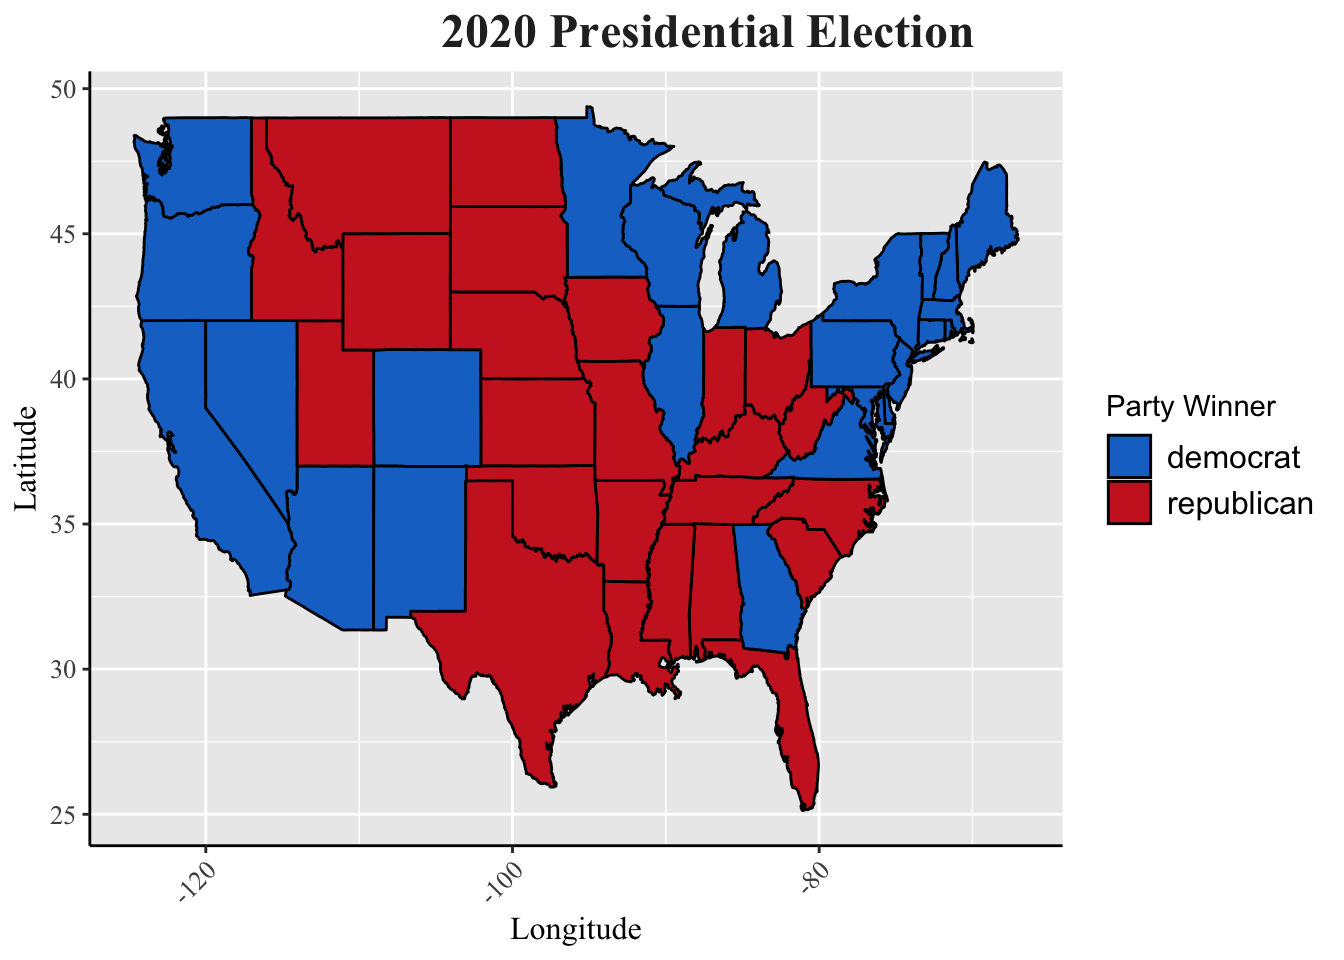 2020 Presidential Election
50
45
40
35
30
25
Latitude
-120
-100
-80
Longitude
Party Winner
democrat
republican